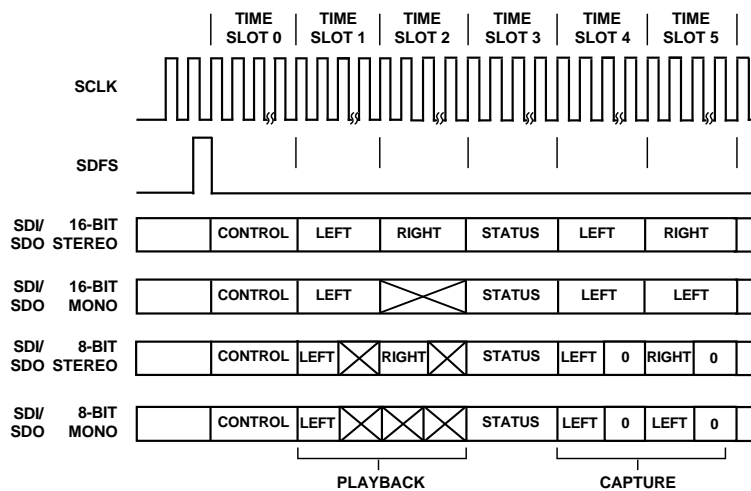 TIME SLOT 0
TIME SLOT 1
TIME SLOT 2
TIME SLOT 3
TIME SLOT 4
TIME SLOT 5
SCLK
SDFS
SDI/ 16-BIT
SDO STEREO
CONTROL LEFT RIGHT STATUS LEFT RIGHT
SDI/ 16-BIT
SDO MONO
CONTROL LEFT STATUS LEFT LEFT
SDI/ 8-BIT
SDO STEREO
CONTROL LEFT RIGHT STATUS LEFT 0 RIGHT 0
SDI/ 8-BIT
SDO MONO
CONTROL LEFT STATUS LEFT 0 LEFT 0
PLAYBACK CAPTURE